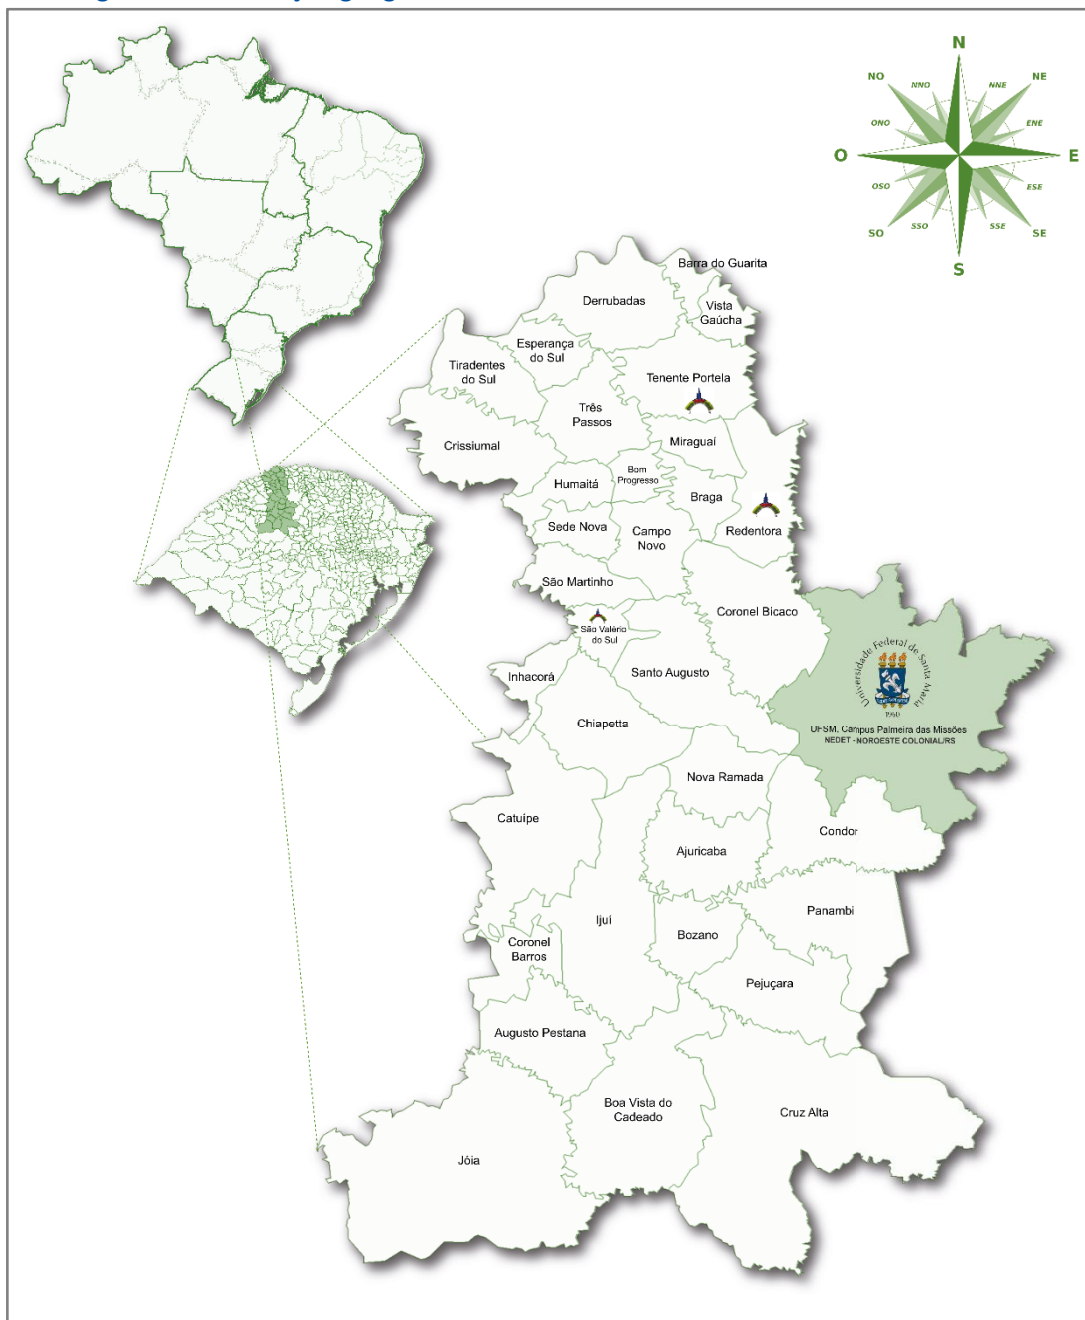 N
NO
NNO
NNE
NE
ONO
ENE
O
E
OSO
ESE
SO
SSO
SSE
SE
S
Barra do Guarita
Derrubadas
Vista
Gaúcha
Esperança
do Sul
Tiradentes
do Sul
Tenente Portela
Três
Passos
Crissiumal
Miraguaí
Bom
Progresso
Humaitá
Braga
Sede Nova
Campo
Novo
Redentora
São Martinho
Coronel Bicaco
São Valério
do Sul
Inhacorá
Santo Augusto
Chiapetta
Universidade Federal de Santa Maria
1960
UFSM, Campus Palmeira das Missões
NEDET -NOROESTE COLONIAL/RS
Nova Ramada
Catuípe
Condor
Ajuricaba
Ijuí
Panambi
Bozano
Coronel
Barros
Pejuçara
Augusto Pestana
Boa Vista do
Cadeado
Cruz Alta
Jóia